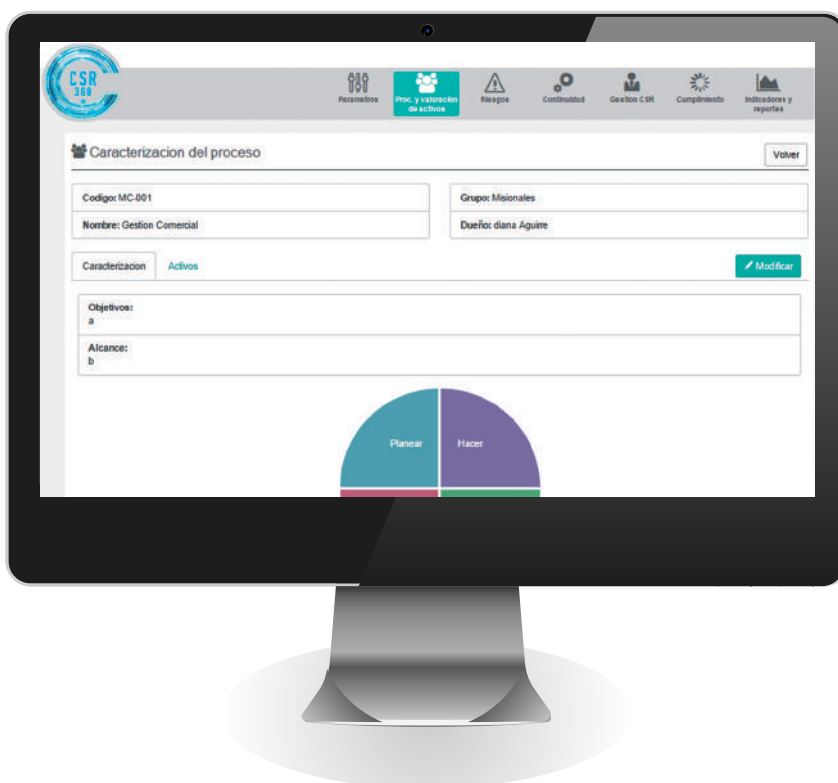 CSR
360
Parametros
Proc. y valoracion
de activos
Riesgos
Continuidad
Gestion CSR
Cumplimiento
Indicadores y
reportes
Caracterizacion del proceso
Volver
Codigo: MC-001
Grupo: Misionales
Nombre: Gestion Comercial
Dueño: diana Aguirre
Caracterizacion
Activos
Modificar
Objetivos:
a
Alcance:
b
Planear
Hacer